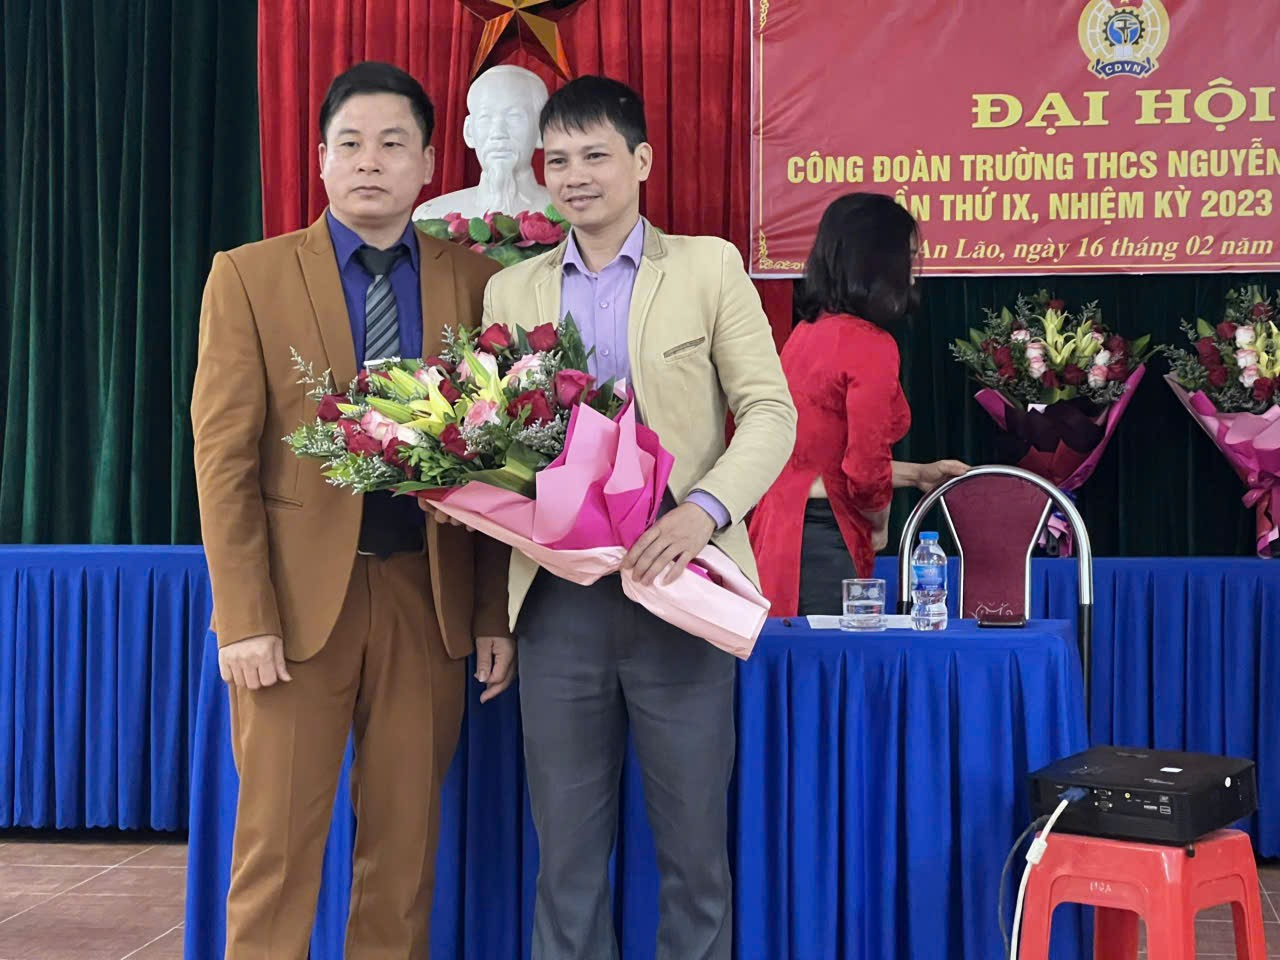 CĐVN
ĐẠI HỘI
CÔNG ĐOÀN TRƯỜNG THCS NGUYỄN
THỨ IX, NHIỆM KỲ 2023
An Lão, ngày 16 tháng 02 năm